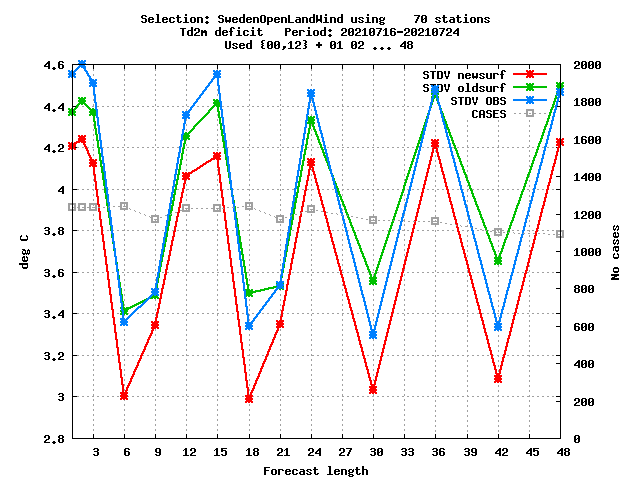 Selection: SwedenOpenLandWind using    70 stations
Td2m deficit   Period: 20210716-20210724
Used {00,12} + 01 02 ... 48
STDV newsurf
STDV oldsurf
STDV OBS
CASES
4.6
4.4
4.2
4
3.8
3.6
3.4
3.2
3
2.8
deg C
2000
1800
1600
1400
1200
1000
800
600
400
200
0
No cases
3 6 9 12 15 18 21 24 27 30 33 36 39 42 45 48
Forecast length